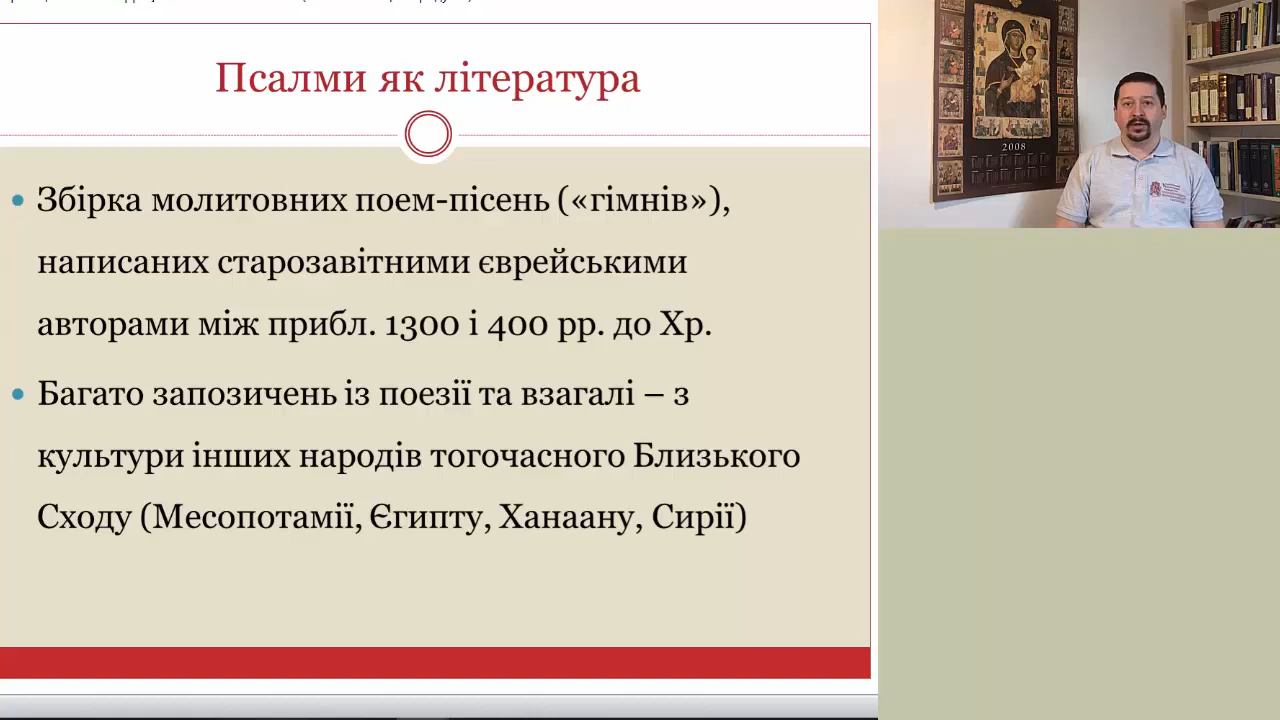 Псалми як література
2008
Збірка молитовних поем-пісень («гімнів»),
написаних старозавітними єврейськими
авторами між прибл. 1300 і 400 рр. до Хр.
Багато запозичень із поезії та взагалі – з
культури інших народів тогочасного Близького
Сходу (Месопотамії, Єгипту, Ханаану, Сирії)